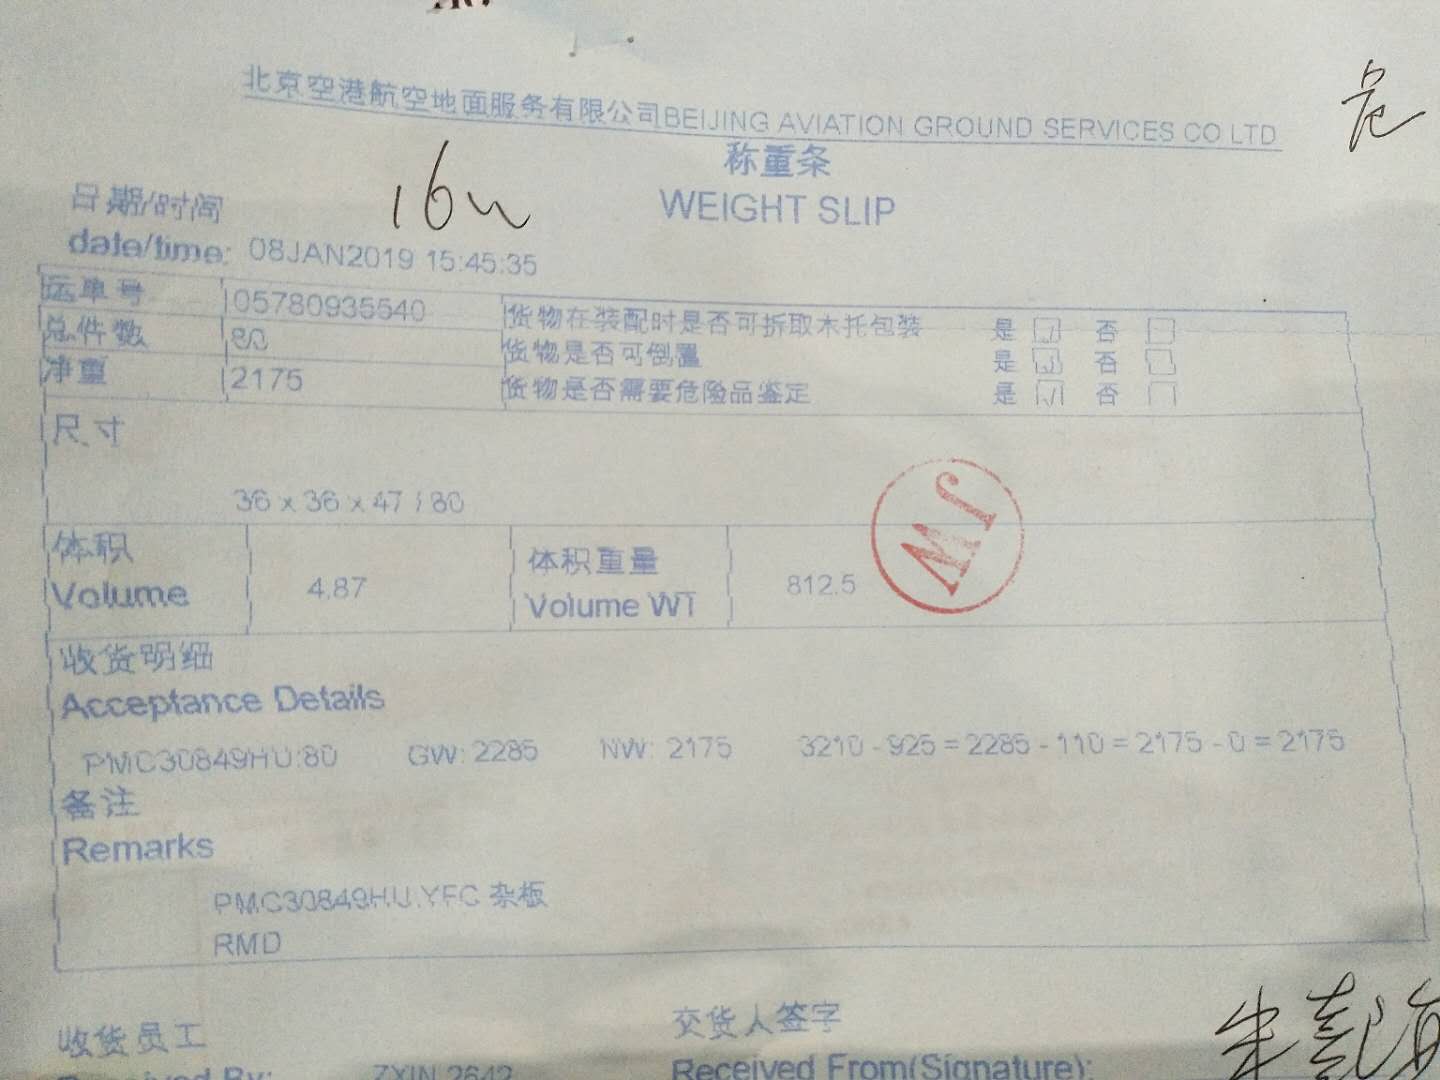 北京空港航空地面服务有限公司BEIJING AVIATION GROUND SERVICES CO LTD
危
称重条
WEIGHT SLIP
日期/时间
16
date/time: 08JAN2019 15:45:35
运单号 05780935540 货物在装配时是否可拆取木托包装 是 否
总件数 80 货物是否可倒置 是 否
净重 2175 货物是否需要危险品鉴定 是 否
尺寸
36 x 36 x 47 / 80
JW
体积 体积重量
Volume 4.87 Volume WT 812.5
收货明细
Acceptance Details
PMC30849HU:80 GW: 2285 NW: 2175 3210 - 925 = 2285 - 110 = 2175 - 0 = 2175
备注
Remarks
PMC30849HU.YFC 杂板
RMD
收货员工 交货人签字
Received By: ZXIN 2642 Received From(Signature):